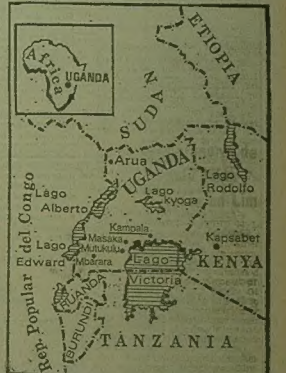 Africa
UGANDA
ETIOPIA
SUDAN
Arua
UGANDA
Lago
Rodolfo
Lago
Alberto
Lago
kyoga
Rep. Popular del Congo
Kampala
Masaka
Mutukulu
Mbarara
Kapsabet
KENYA
Lago
Edward
Lago
Victoria
RUANDA
BURUNDI
TANZANIA